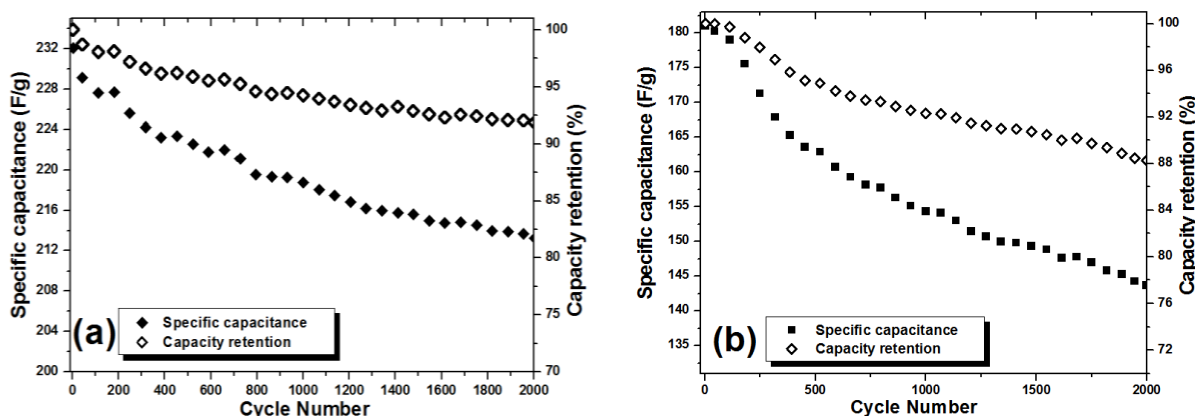 232
228
224
220
216
212
208
204
200
Specific capacitance (F/g)
100
95
90
85
80
75
70
Capacity retention (%)
(a)
Specific capacitance
Capacity retention
0 200 400 600 800 1000 1200 1400 1600 1800 2000
Cycle Number
180
175
170
165
160
155
150
145
140
135
Specific capacitance (F/g)
100
96
92
88
84
80
76
72
Capacity retention (%)
(b)
Specific capacitance
Capacity retention
0 500 1000 1500 2000
Cycle Number